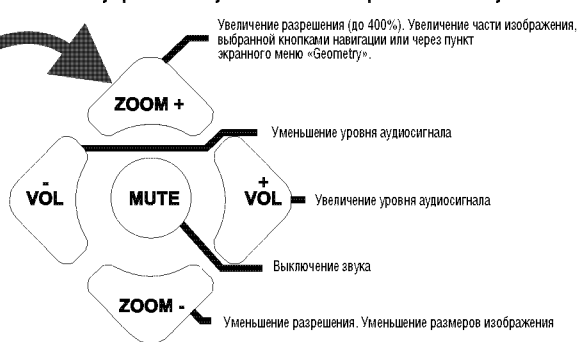 Увеличение разрешения (до 400%). Увеличение части изображения,
выбранной кнопками навигации или через пункт
экранного меню «Geometry».
ZOOM +
Уменьшение уровня аудиосигнала
-
VOL
MUTE
+
VOL
Увеличение уровня аудиосигнала
Выключение звука
ZOOM -
Уменьшение разрешения. Уменьшение размеров изображения